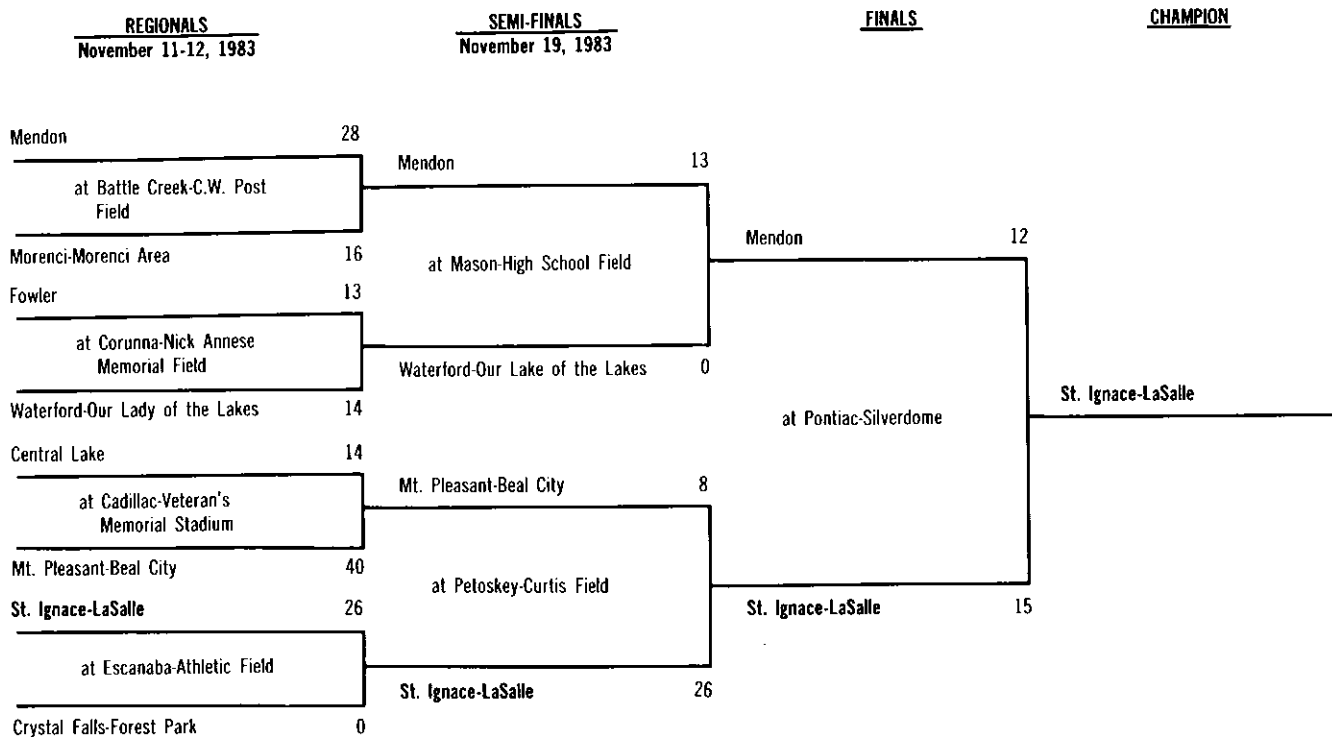 REGIONALS
November 11-12, 1983
SEMI-FINALS
November 19, 1983
FINALS
CHAMPION
Mendon 28
at Battle Creek-C.W. Post
Field
Morenci-Morenci Area 16
Fowler 13
at Corunna-Nick Annese
Memorial Field
Waterford-Our Lady of the Lakes 14
Central Lake 14
at Cadillac-Veteran's
Memorial Stadium
Mt. Pleasant-Beal City 40
St. Ignace-LaSalle 26
at Escanaba-Athletic Field
Crystal Falls-Forest Park 0
Mendon 13
at Mason-High School Field
Waterford-Our Lake of the Lakes 0
Mt. Pleasant-Beal City 8
at Petoskey-Curtis Field
St. Ignace-LaSalle 26
Mendon 12
at Pontiac-Silverdome
St. Ignace-LaSalle 15
St. Ignace-LaSalle